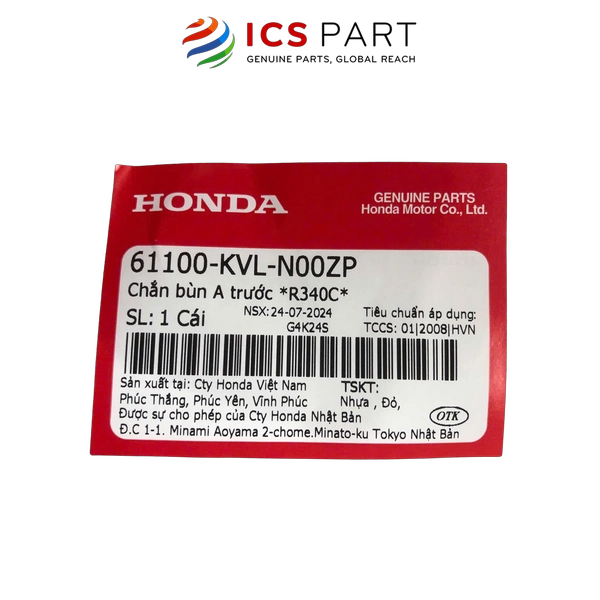 ICS PART
GENUINE PARTS, GLOBAL REACH
HONDA
GENUINE PARTS
Honda Motor Co., Ltd.
61100-KVL-N00ZP
Chắn bùn A trước *R340C*
SL: 1 Cái
NSX: 24-07-2024
G4K24S
Tiêu chuẩn áp dụng:
TCCS: 01|2008|HVN
Sản xuất tại: Cty Honda Việt Nam
Phúc Thắng, Phúc Yên, Vĩnh Phúc
Được sự cho phép của Cty Honda Nhật Bản
Đ.C 1-1. Minami Aoyama 2-chome.Minato-ku Tokyo Nhật Bản
TSKT:
Nhựa , Đỏ,
OTK